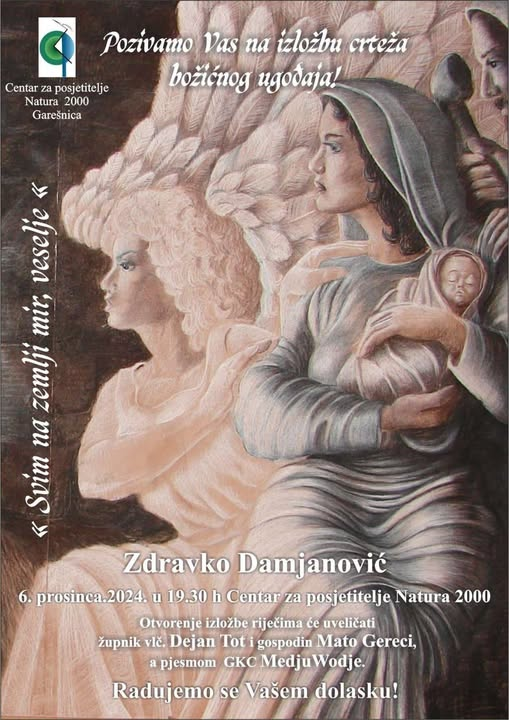 Pozivamo Vas na izložbu crteža
božićnog ugođaja!
Centar za posjetitelje
Natura 2000
Garešnica
« Svim na zemlji mir, veselje «
Zdravko Damjanović
6. prosinca.2024. u 19.30 h Centar za posjetitelje Natura 2000
Otvorenje izložbe riječima će uveličati
župnik vlč. Dejan Tot i gospodin Mato Gereci,
a pjesmom GKC MedjuWodje.
Radujemo se Vašem dolasku!